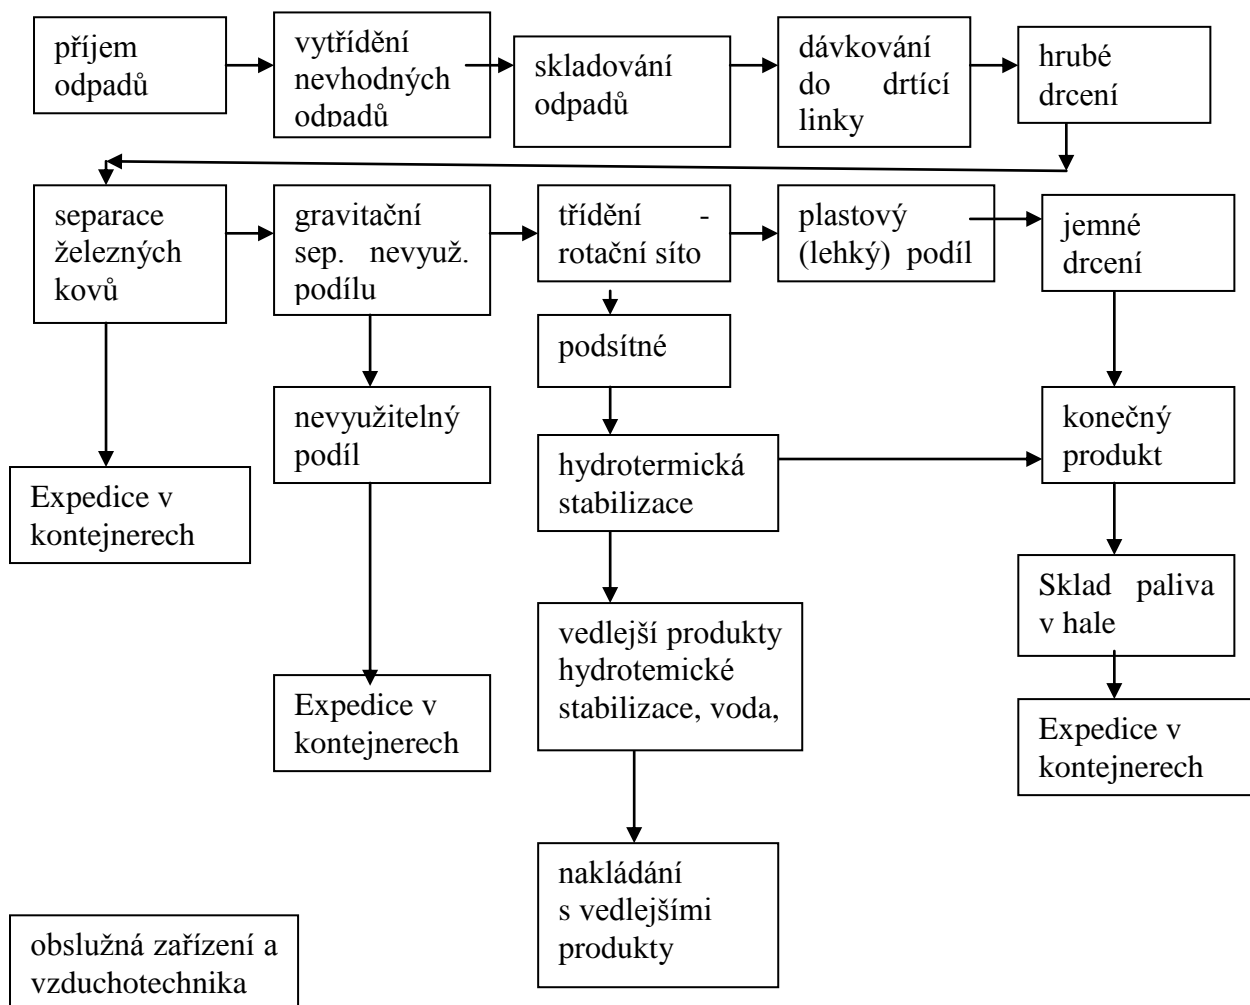 příjem
odpadů
vytřídění
nevhodných
odpadů
skladování
odpadů
dávkování
do drtící
linky
hrubé
drcení
separace
železných
kovů
gravitační
sep. nevyuž.
podílu
třídění -
rotační síto
plastový
(lehký) podíl
jemné
drcení
podsítné
nevyužitelný
podíl
hydrotermická
stabilizace
konečný
produkt
Expedice v
kontejnerech
Sklad paliva
v hale
vedlejší produkty
hydrotemické
stabilizace, voda,
Expedice v
kontejnerech
Expedice v
kontejnerech
nakládání
s vedlejšími
produkty
obslužná zařízení a
vzduchotechnika